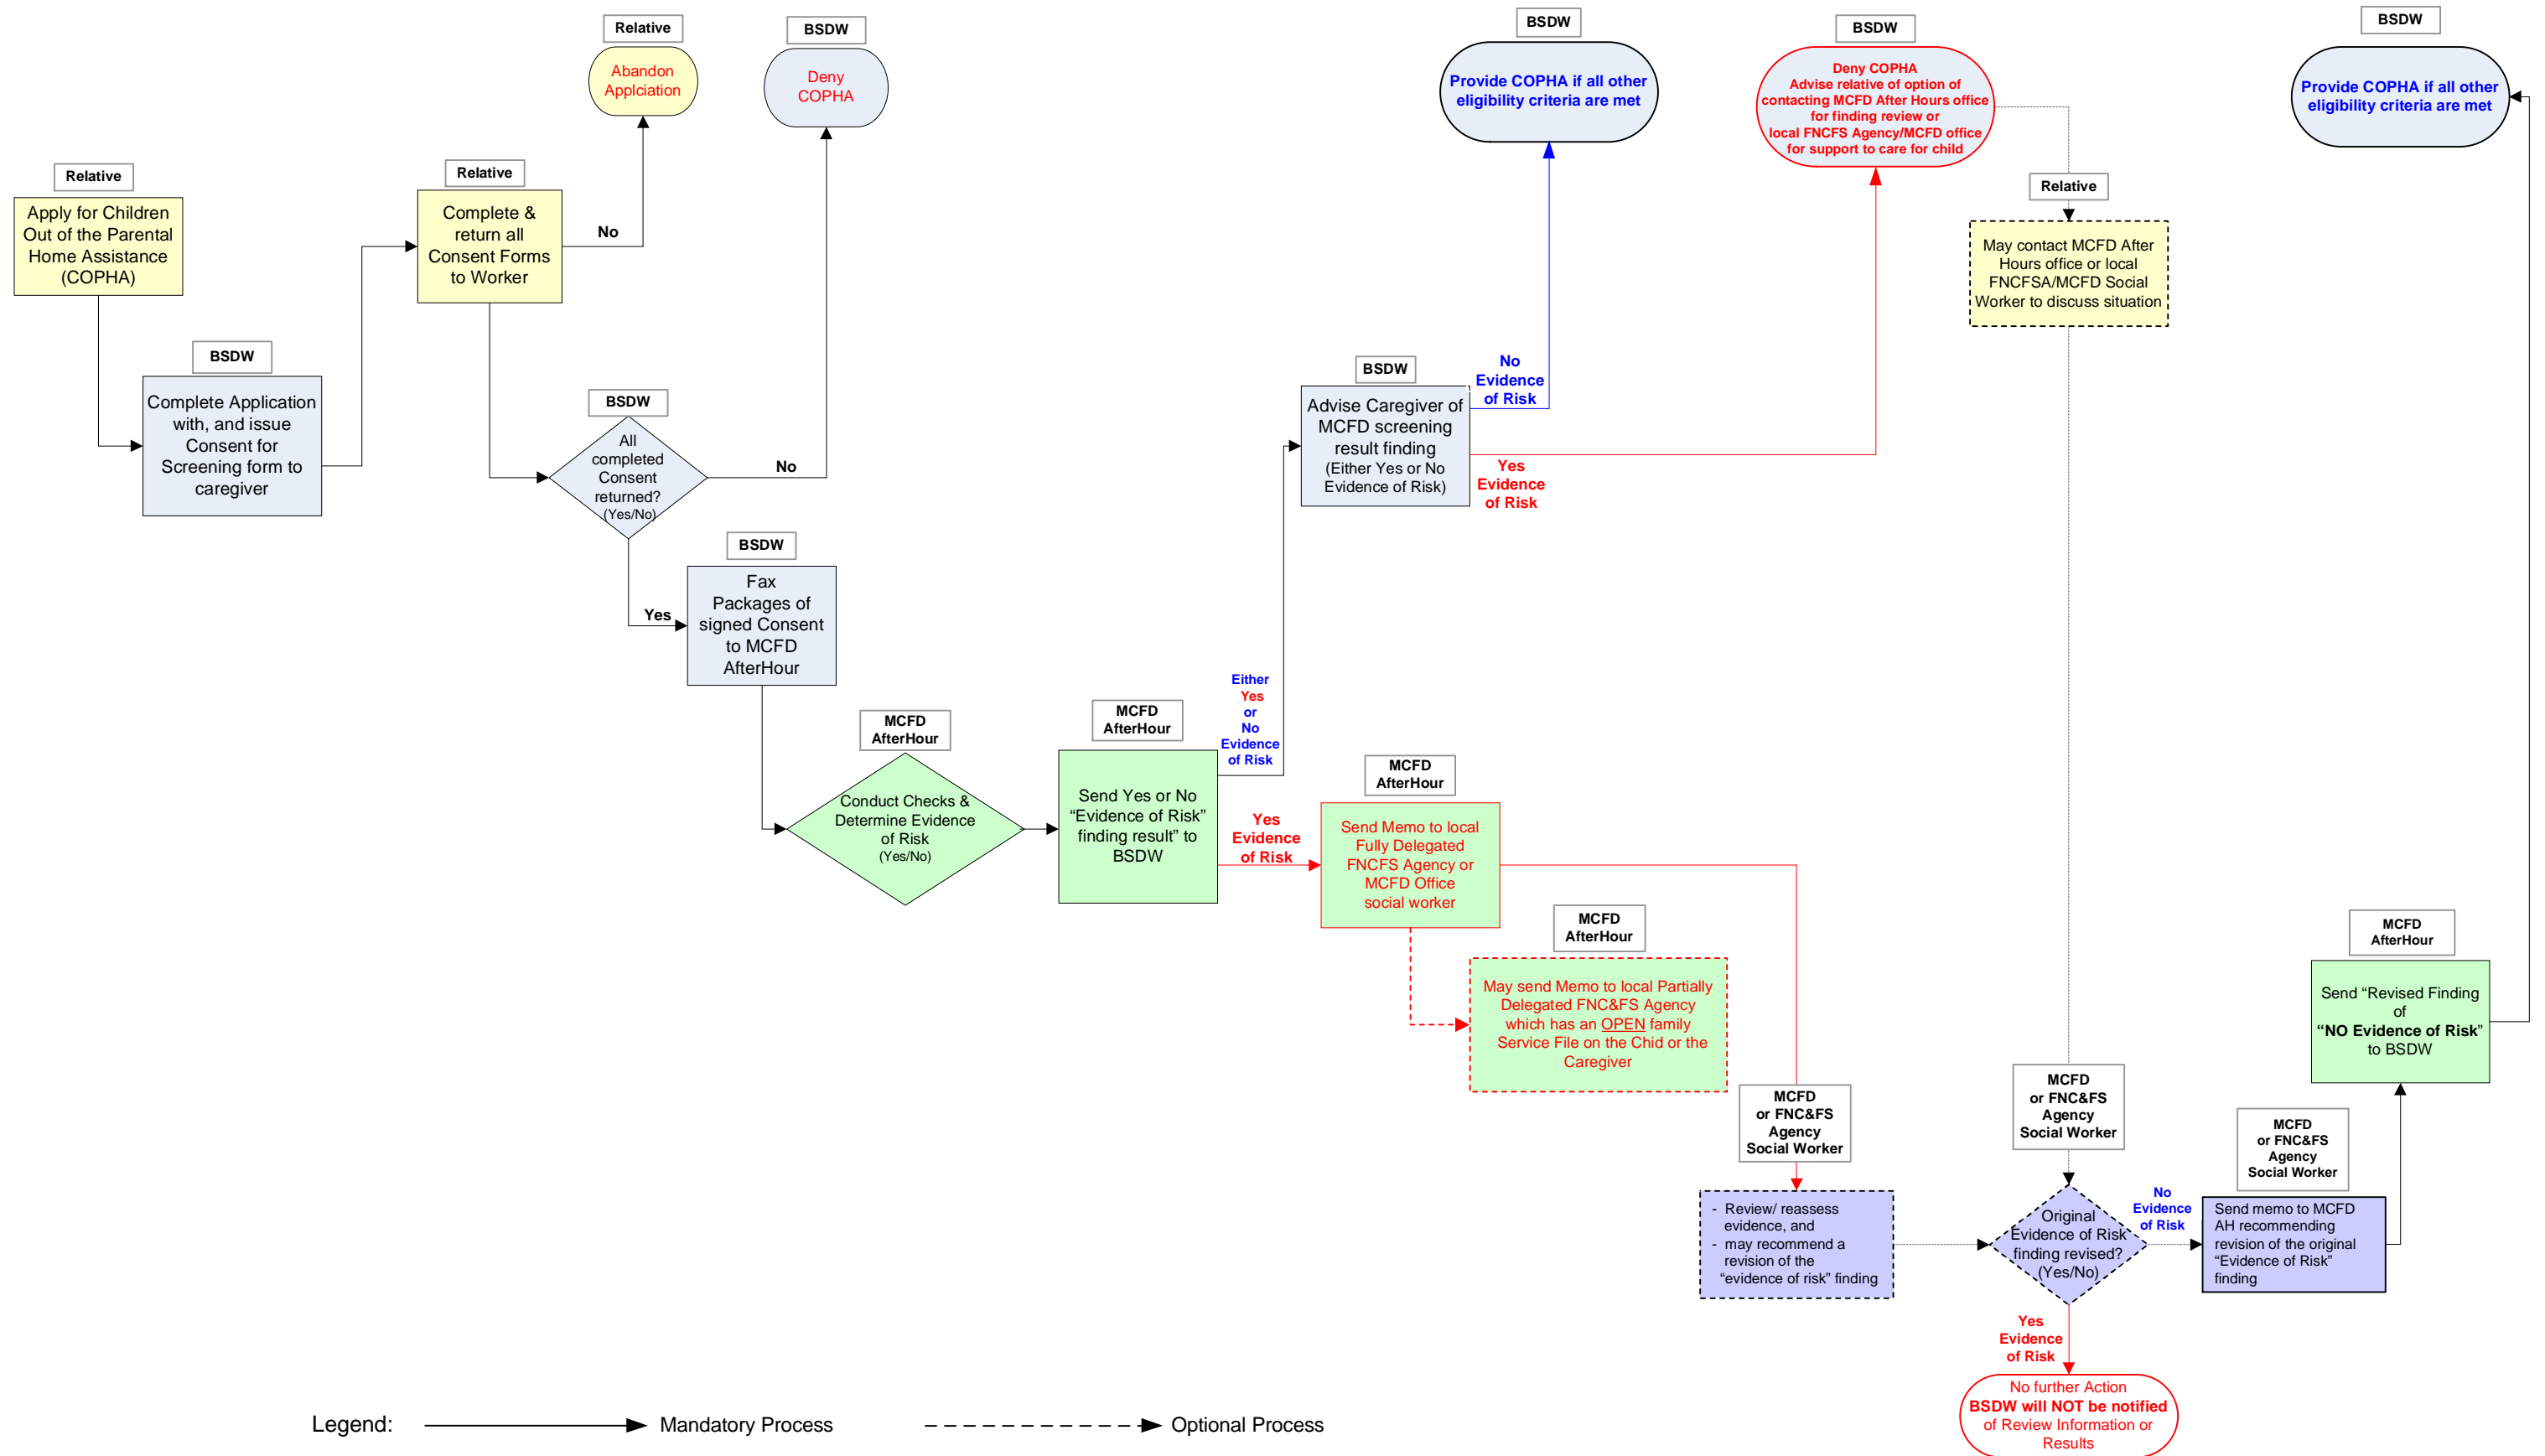 Relative
Apply for Children
Out of the Parental
Home Assistance
(COPHA)
BSDW
Complete Application
with, and issue
Consent for
Screening form to
caregiver
Relative
Complete &
return all
Consent Forms
to Worker
No
Relative
Abandon
Applciation
BSDW
Deny
COPHA
BSDW
All
completed
Consent
returned?
(Yes/No)
No
Yes
BSDW
Fax
Packages of
signed Consent
to MCFD
AfterHour
MCFD
AfterHour
Conduct Checks &
Determine Evidence
of Risk
(Yes/No)
MCFD
AfterHour
Send Yes or No
“Evidence of Risk”
finding result” to
BSDW
Either
Yes
or
No
Evidence
of Risk
BSDW
Advise Caregiver of
MCFD screening
result finding
(Either Yes or No
Evidence of Risk)
No
Evidence
of Risk
Yes
Evidence
of Risk
BSDW
Provide COPHA if all other
eligibility criteria are met
BSDW
Deny COPHA
Advise relative of option of
contacting MCFD After Hours office
for finding review or
local FNCFS Agency/MCFD office
for support to care for child
Relative
May contact MCFD After
Hours office or local
FNCFSA/MCFD Social
Worker to discuss situation
Yes
Evidence
of Risk
MCFD
AfterHour
Send Memo to local
Fully Delegated
FNCFS Agency or
MCFD Office
social worker
MCFD
AfterHour
May send Memo to local Partially
Delegated FNC&FS Agency
which has an OPEN family
Service File on the Chid or the
Caregiver
MCFD
or FNC&FS
Agency
Social Worker
- Review/ reassess
evidence, and
- may recommend a
revision of the
“evidence of risk” finding
MCFD
or FNC&FS
Agency
Social Worker
Original
Evidence of Risk
finding revised?
(Yes/No)
No
Evidence
of Risk
Yes
Evidence
of Risk
No further Action
BSDW will NOT be notified
of Review Information or
Results
MCFD
or FNC&FS
Agency
Social Worker
Send memo to MCFD
AH recommending
revision of the original
“Evidence of Risk”
finding
MCFD
AfterHour
Send “Revised Finding
of
“NO Evidence of Risk”
to BSDW
BSDW
Provide COPHA if all other
eligibility criteria are met
Legend:
Mandatory Process
Optional Process